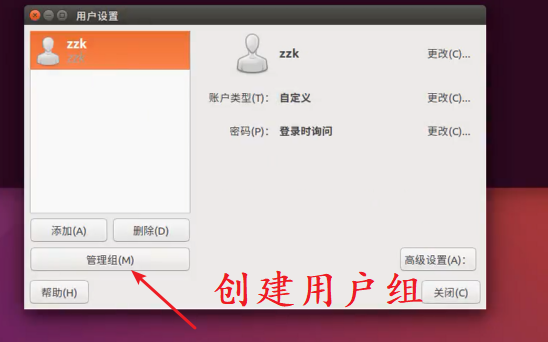 用户设置
zzk
zzk
zzk
更改(C)...
账户类型(T)：
自定义
更改(C)...
密码(P)：
登录时询问
更改(C)...
添加(A)
删除(D)
管理组(M)
高级设置(A)：
帮助(H)
创建用户组
关闭(C)